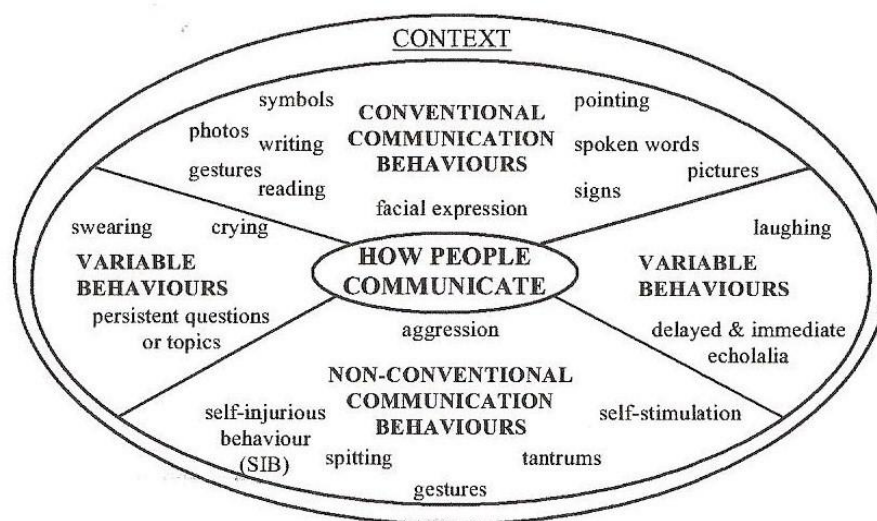 CONTEXT
symbols
pointing
CONVENTIONAL
COMMUNICATION
BEHAVIOURS
photos
writing
spoken words
gestures
reading
pictures
signs
facial expression
swearing
crying
laughing
HOW PEOPLE
COMMUNICATE
VARIABLE
BEHAVIOURS
persistent questions
or topics
VARIABLE
BEHAVIOURS
delayed & immediate
echolalia
aggression
NON-CONVENTIONAL
COMMUNICATION
BEHAVIOURS
self-injurious
behaviour
(SIB)
self-stimulation
spitting
tantrums
gestures